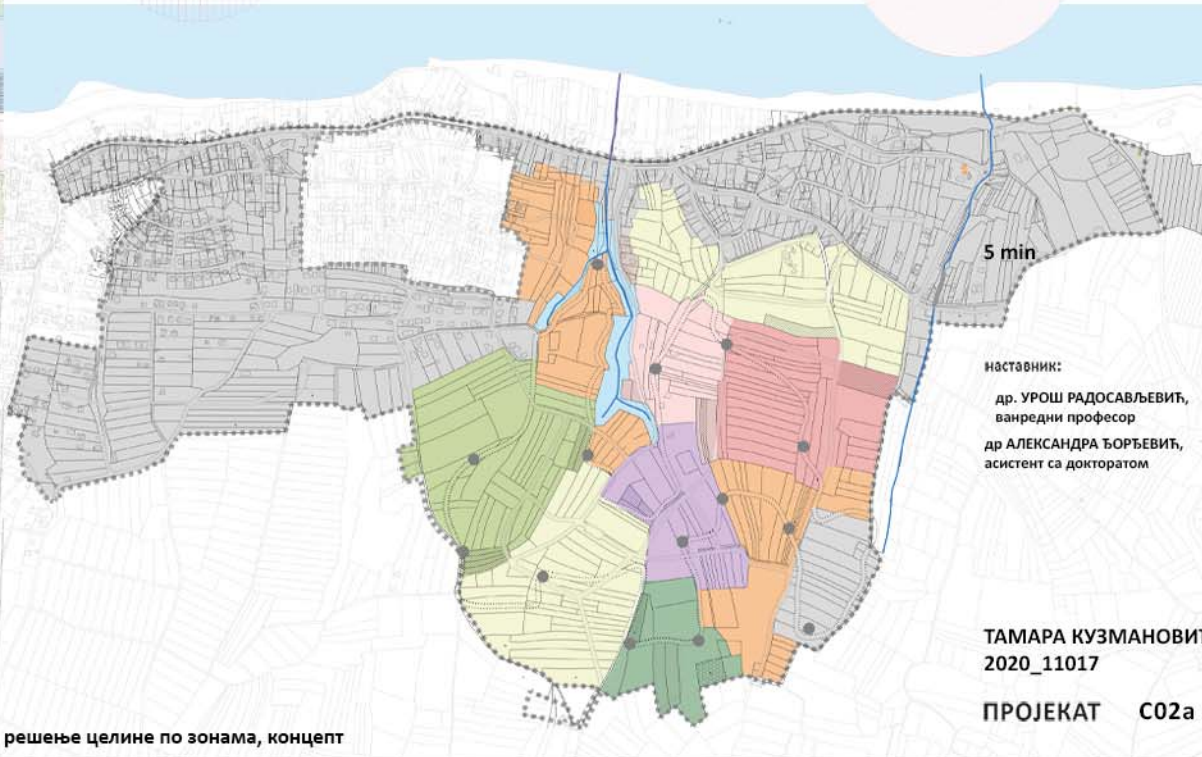 5 min
наставник:
др. УРОШ РАДОСАВЉЕВИЋ,
ванредни професор
др АЛЕКСАНДРА ЂОРЂЕВИЋ,
асистент са докторатом
ТАМАРА КУЗМАНОВИЋ
2020_11017
ПРОЈЕКАТ C02a
решење целине по зонама, концепт